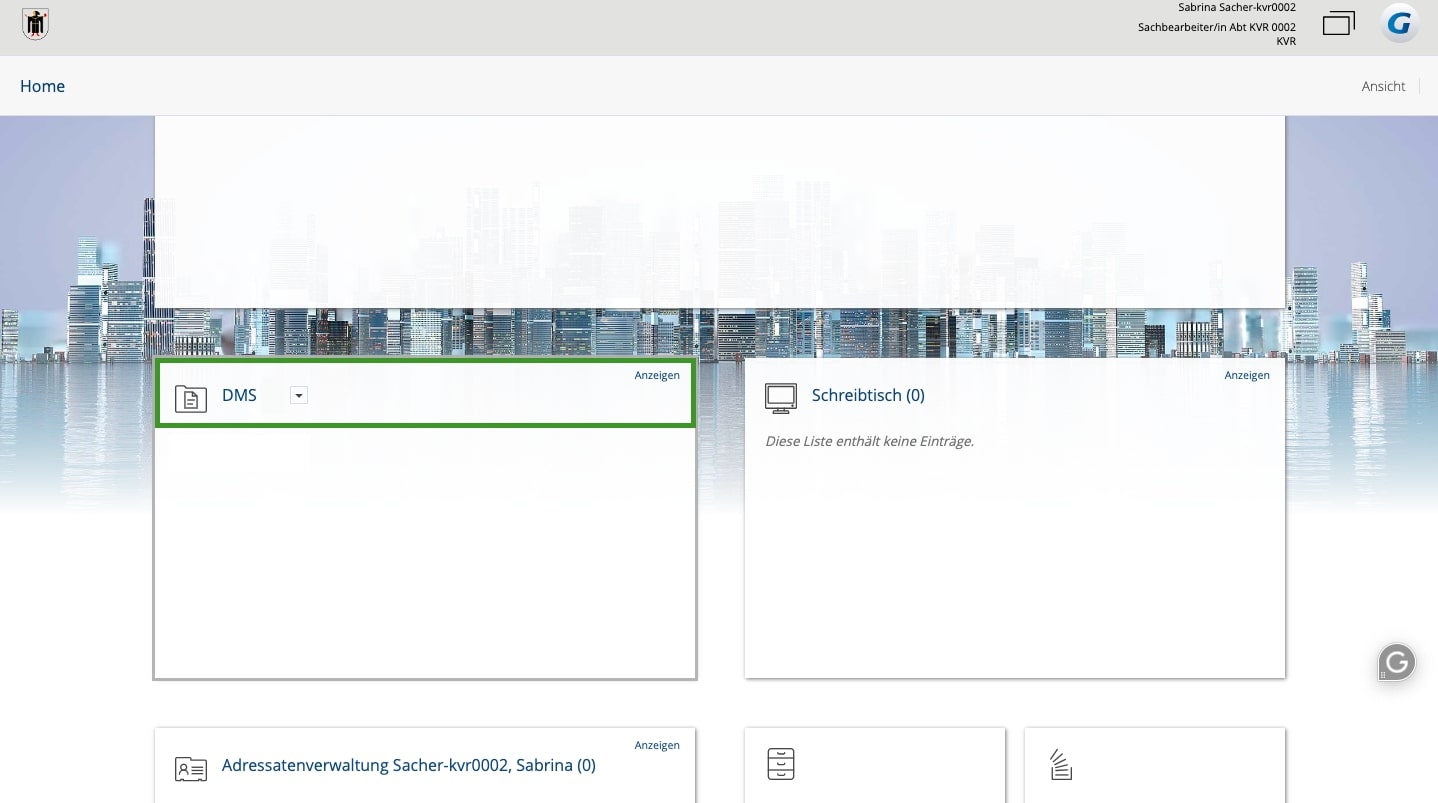 Sabrina Sacher-kvr0002
Sachbearbeiter/in Abt KVR 0002
KVR
G
Home
Ansicht
Anzeigen
DMS
Anzeigen
Schreibtisch (0)
Diese Liste enthält keine Einträge.
G
Anzeigen
Adressatenverwaltung Sacher-kvr0002, Sabrina (0)